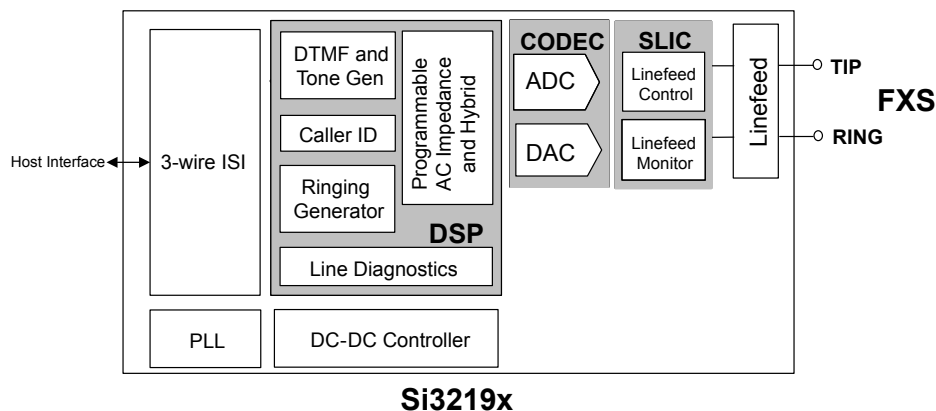 Host Interface
3-wire ISI
PLL
DTMF and
Tone Gen
Caller ID
Ringing
Generator
Programmable
AC Impedance
and Hybrid
DSP
Line Diagnostics
DC-DC Controller
CODEC
ADC
DAC
SLIC
Linefeed
Control
Linefeed
Monitor
Linefeed
TIP
FXS
RING
Si3219x